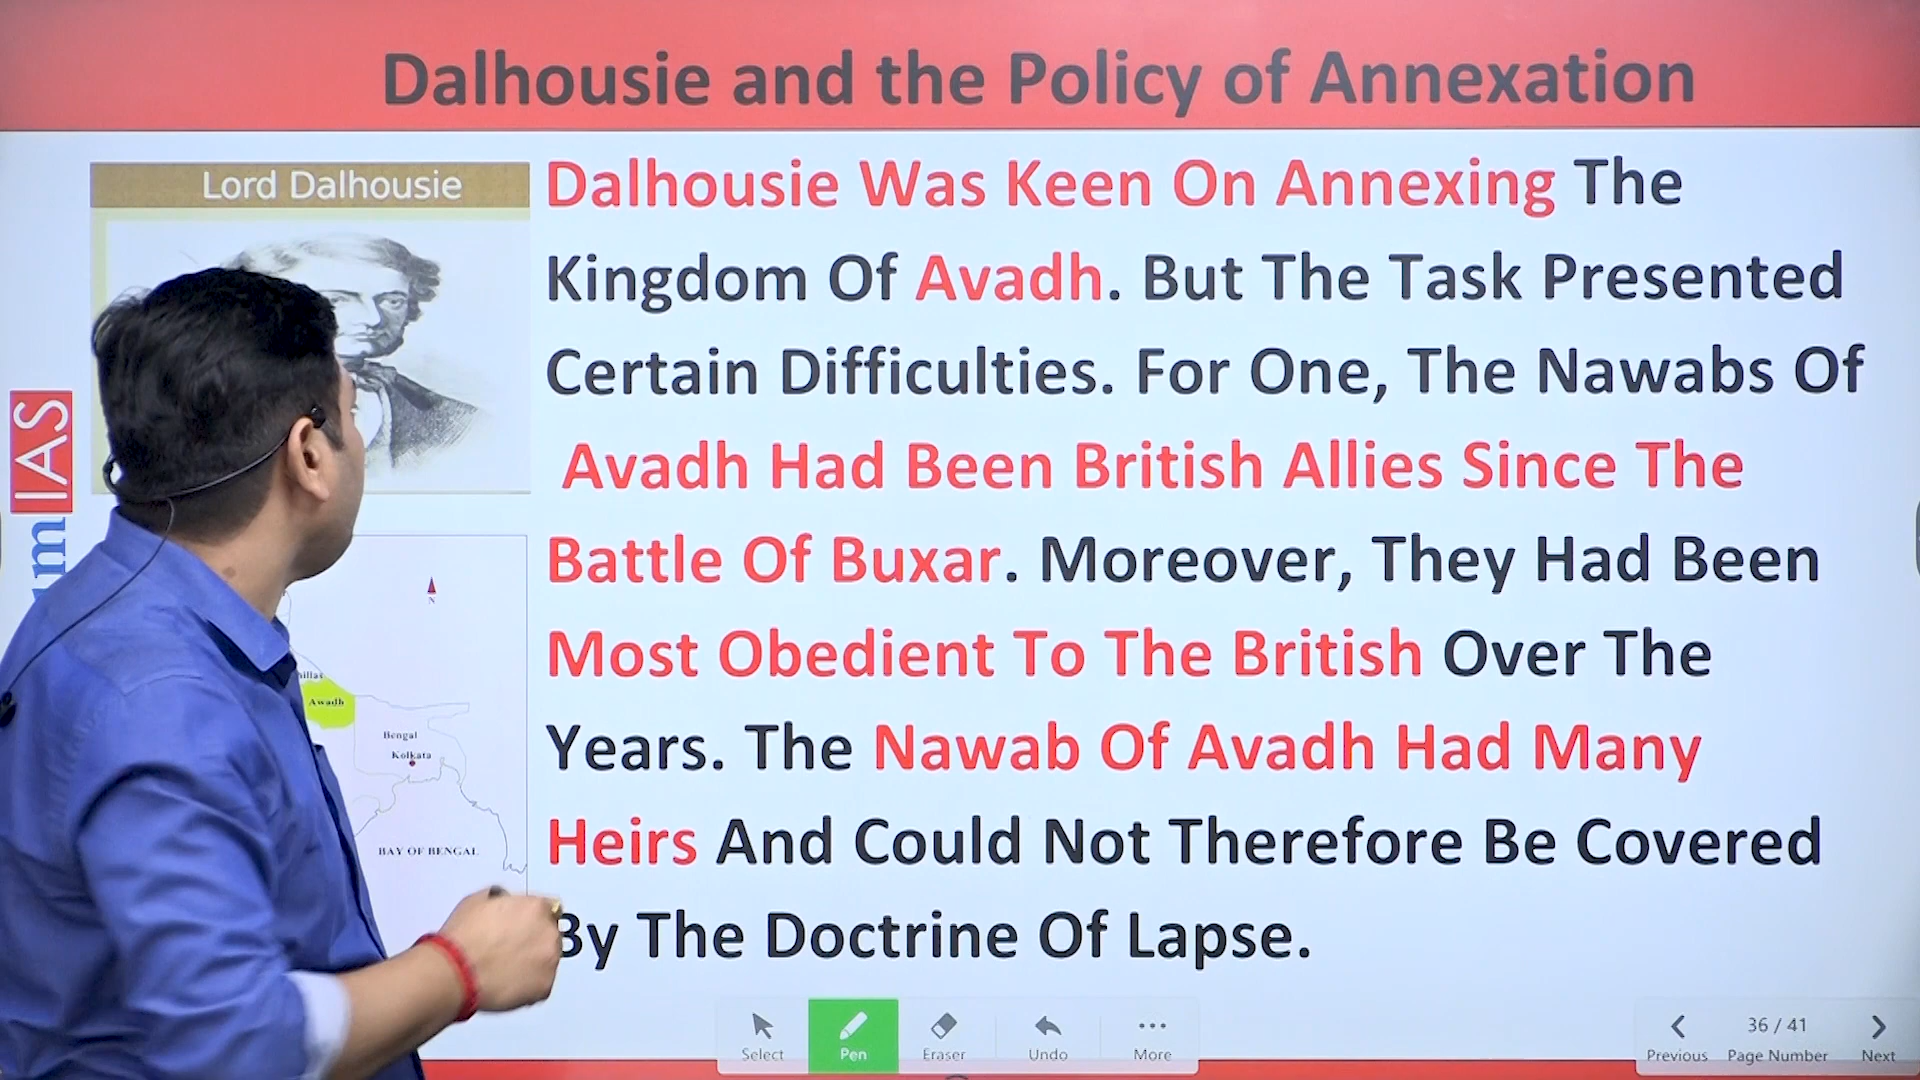 Dalhousie and the Policy of Annexation
Lord Dalhousie
Dalhousie Was Keen On Annexing The
Kingdom Of Avadh. But The Task Presented
Certain Difficulties. For One, The Nawabs Of
Avadh Had Been British Allies Since The
Battle Of Buxar. Moreover, They Had Been
Most Obedient To The British Over The
Years. The Nawab Of Avadh Had Many
Heirs And Could Not Therefore Be Covered
By The Doctrine Of Lapse.
IAS
N
Awadh
Bengal
Kolkata
BAY OF BENGAL
Select
Pen
Eraser
Undo
More
Previous
36 / 41
Page Number
Next